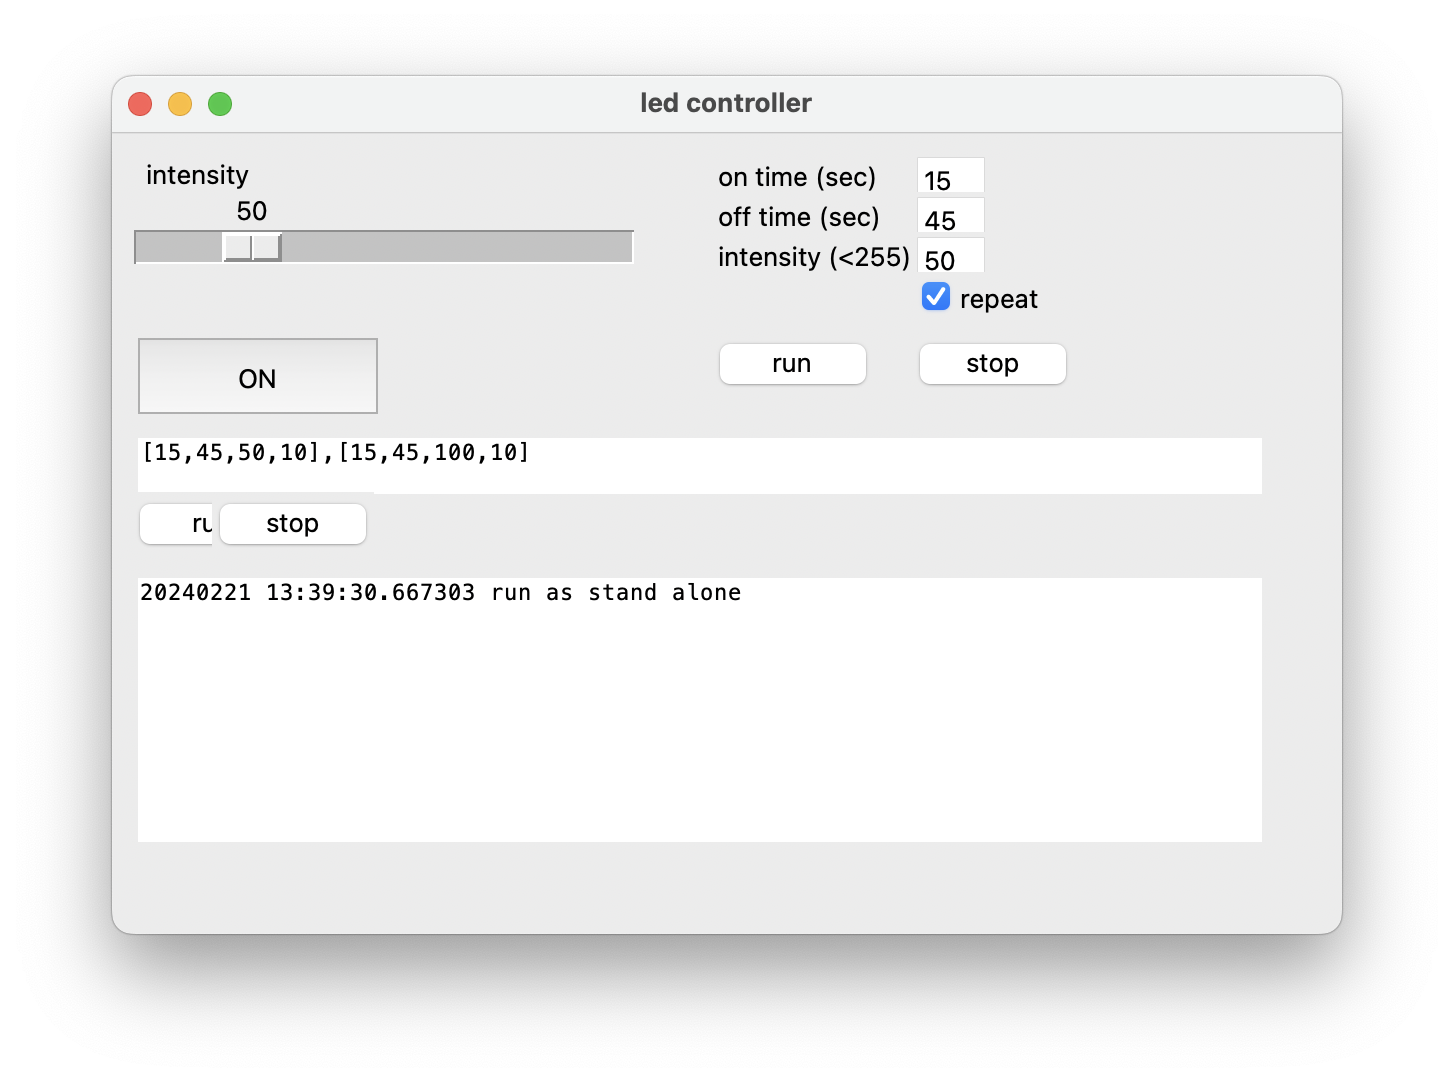 led controller
intensity
50
on time (sec) 15
off time (sec) 45
intensity (<255) 50
repeat
ON
run stop
[15,45,50,10],[15,45,100,10]
ru stop
20240221 13:39:30.667303 run as stand alone